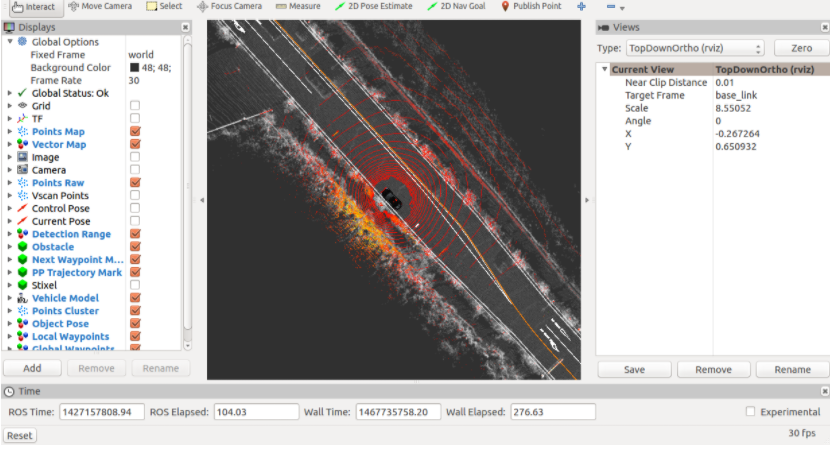 Interact Move Camera Select Focus Camera Measure 2D Pose Estimate 2D Nav Goal Publish Point
Displays
Global Options
Fixed Frame world
Background Color 48; 48;
Frame Rate 30
Global Status: Ok
Grid
TF
Points Map
Vector Map
Image
Camera
Points Raw
Vscan Points
Control Pose
Current Pose
Detection Range
Obstacle
Next Waypoint M...
PP Trajectory Mark
Stixel
Vehicle Model
Points Cluster
Object Pose
Local Waypoints
Global Waypoints
Add Remove Rename
Views
Type: TopDownOrtho (rviz) Zero
Current View TopDownOrtho (rviz)
Near Clip Distance 0.01
Target Frame base_link
Scale 8.55052
Angle 0
X -0.267264
Y 0.650932
Save Remove Rename
Time
ROS Time: 1427157808.94 ROS Elapsed: 104.03 Wall Time: 1467735758.20 Wall Elapsed: 276.63 Experimental
Reset 30 fps